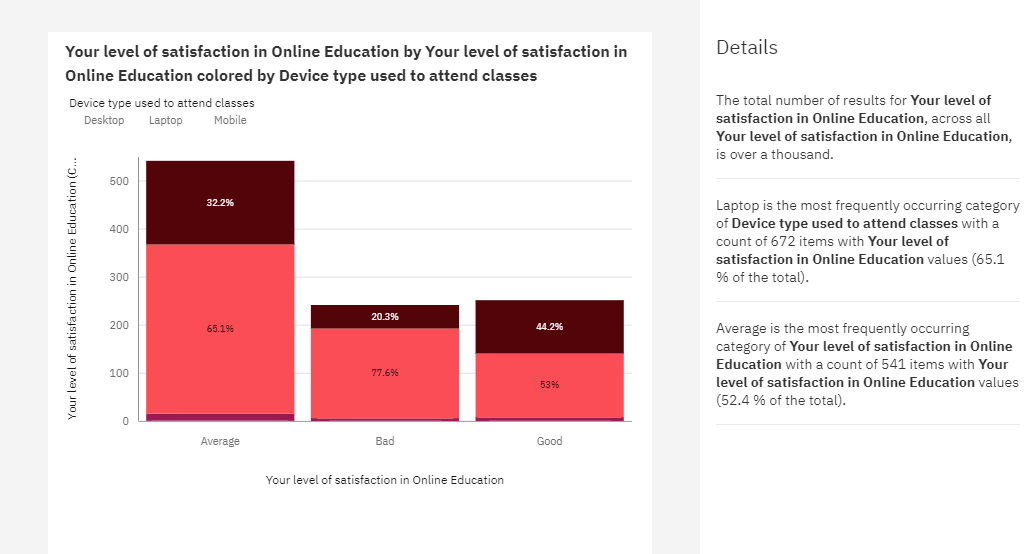 Your level of satisfaction in Online Education by Your level of satisfaction in
Online Education colored by Device type used to attend classes
Device type used to attend classes
Desktop Laptop Mobile
Your level of satisfaction in Online Education (C...
500
400
300
200
100
0
32.2%
65.1%
20.3%
77.6%
44.2%
53%
Average Bad Good
Your level of satisfaction in Online Education
Details
The total number of results for Your level of
satisfaction in Online Education, across all
Your level of satisfaction in Online Education,
is over a thousand.
Laptop is the most frequently occurring category
of Device type used to attend classes with a
count of 672 items with Your level of
satisfaction in Online Education values (65.1
% of the total).
Average is the most frequently occurring
category of Your level of satisfaction in Online
Education with a count of 541 items with Your
level of satisfaction in Online Education values
(52.4 % of the total).